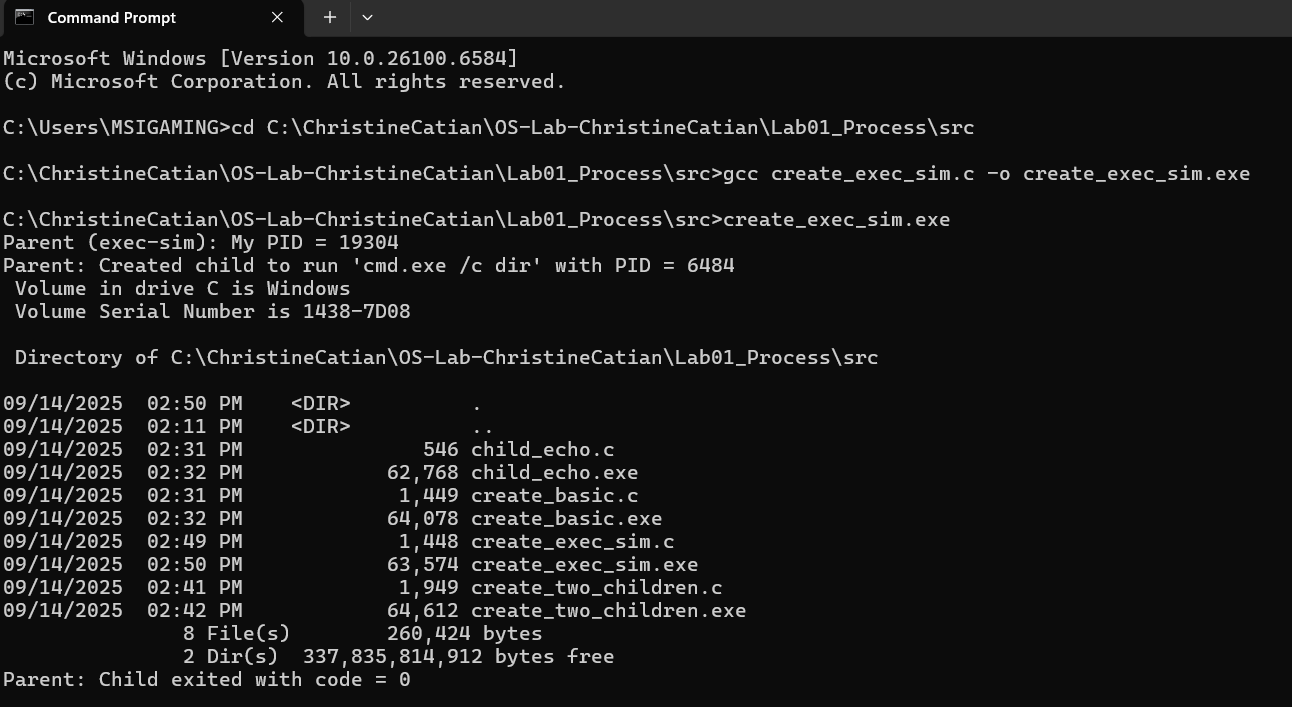 Command Prompt
Microsoft Windows [Version 10.0.26100.6584]
(c) Microsoft Corporation. All rights reserved.
C:\Users\MSIGAMING>cd C:\ChristineCatian\OS-Lab-ChristineCatian\Lab01_Process\src
C:\ChristineCatian\OS-Lab-ChristineCatian\Lab01_Process\src>gcc create_exec_sim.c -o create_exec_sim.exe
C:\ChristineCatian\OS-Lab-ChristineCatian\Lab01_Process\src>create_exec_sim.exe
Parent (exec-sim): My PID = 19304
Parent: Created child to run 'cmd.exe /c dir' with PID = 6484
 Volume in drive C is Windows
 Volume Serial Number is 1438-7D08
 Directory of C:\ChristineCatian\OS-Lab-ChristineCatian\Lab01_Process\src
09/14/2025  02:50 PM    <DIR>          .
09/14/2025  02:11 PM    <DIR>          ..
09/14/2025  02:31 PM               546 child_echo.c
09/14/2025  02:32 PM            62,768 child_echo.exe
09/14/2025  02:31 PM             1,449 create_basic.c
09/14/2025  02:32 PM            64,078 create_basic.exe
09/14/2025  02:49 PM             1,448 create_exec_sim.c
09/14/2025  02:50 PM            63,574 create_exec_sim.exe
09/14/2025  02:41 PM             1,949 create_two_children.c
09/14/2025  02:42 PM            64,612 create_two_children.exe
               8 File(s)        260,424 bytes
               2 Dir(s)  337,835,814,912 bytes free
Parent: Child exited with code = 0